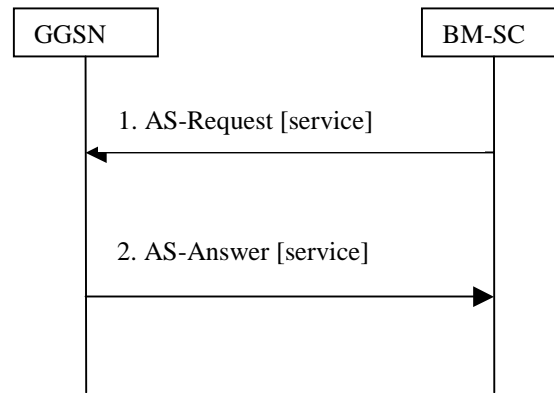 GGSN
BM-SC
1. AS-Request [service]
2. AS-Answer [service]